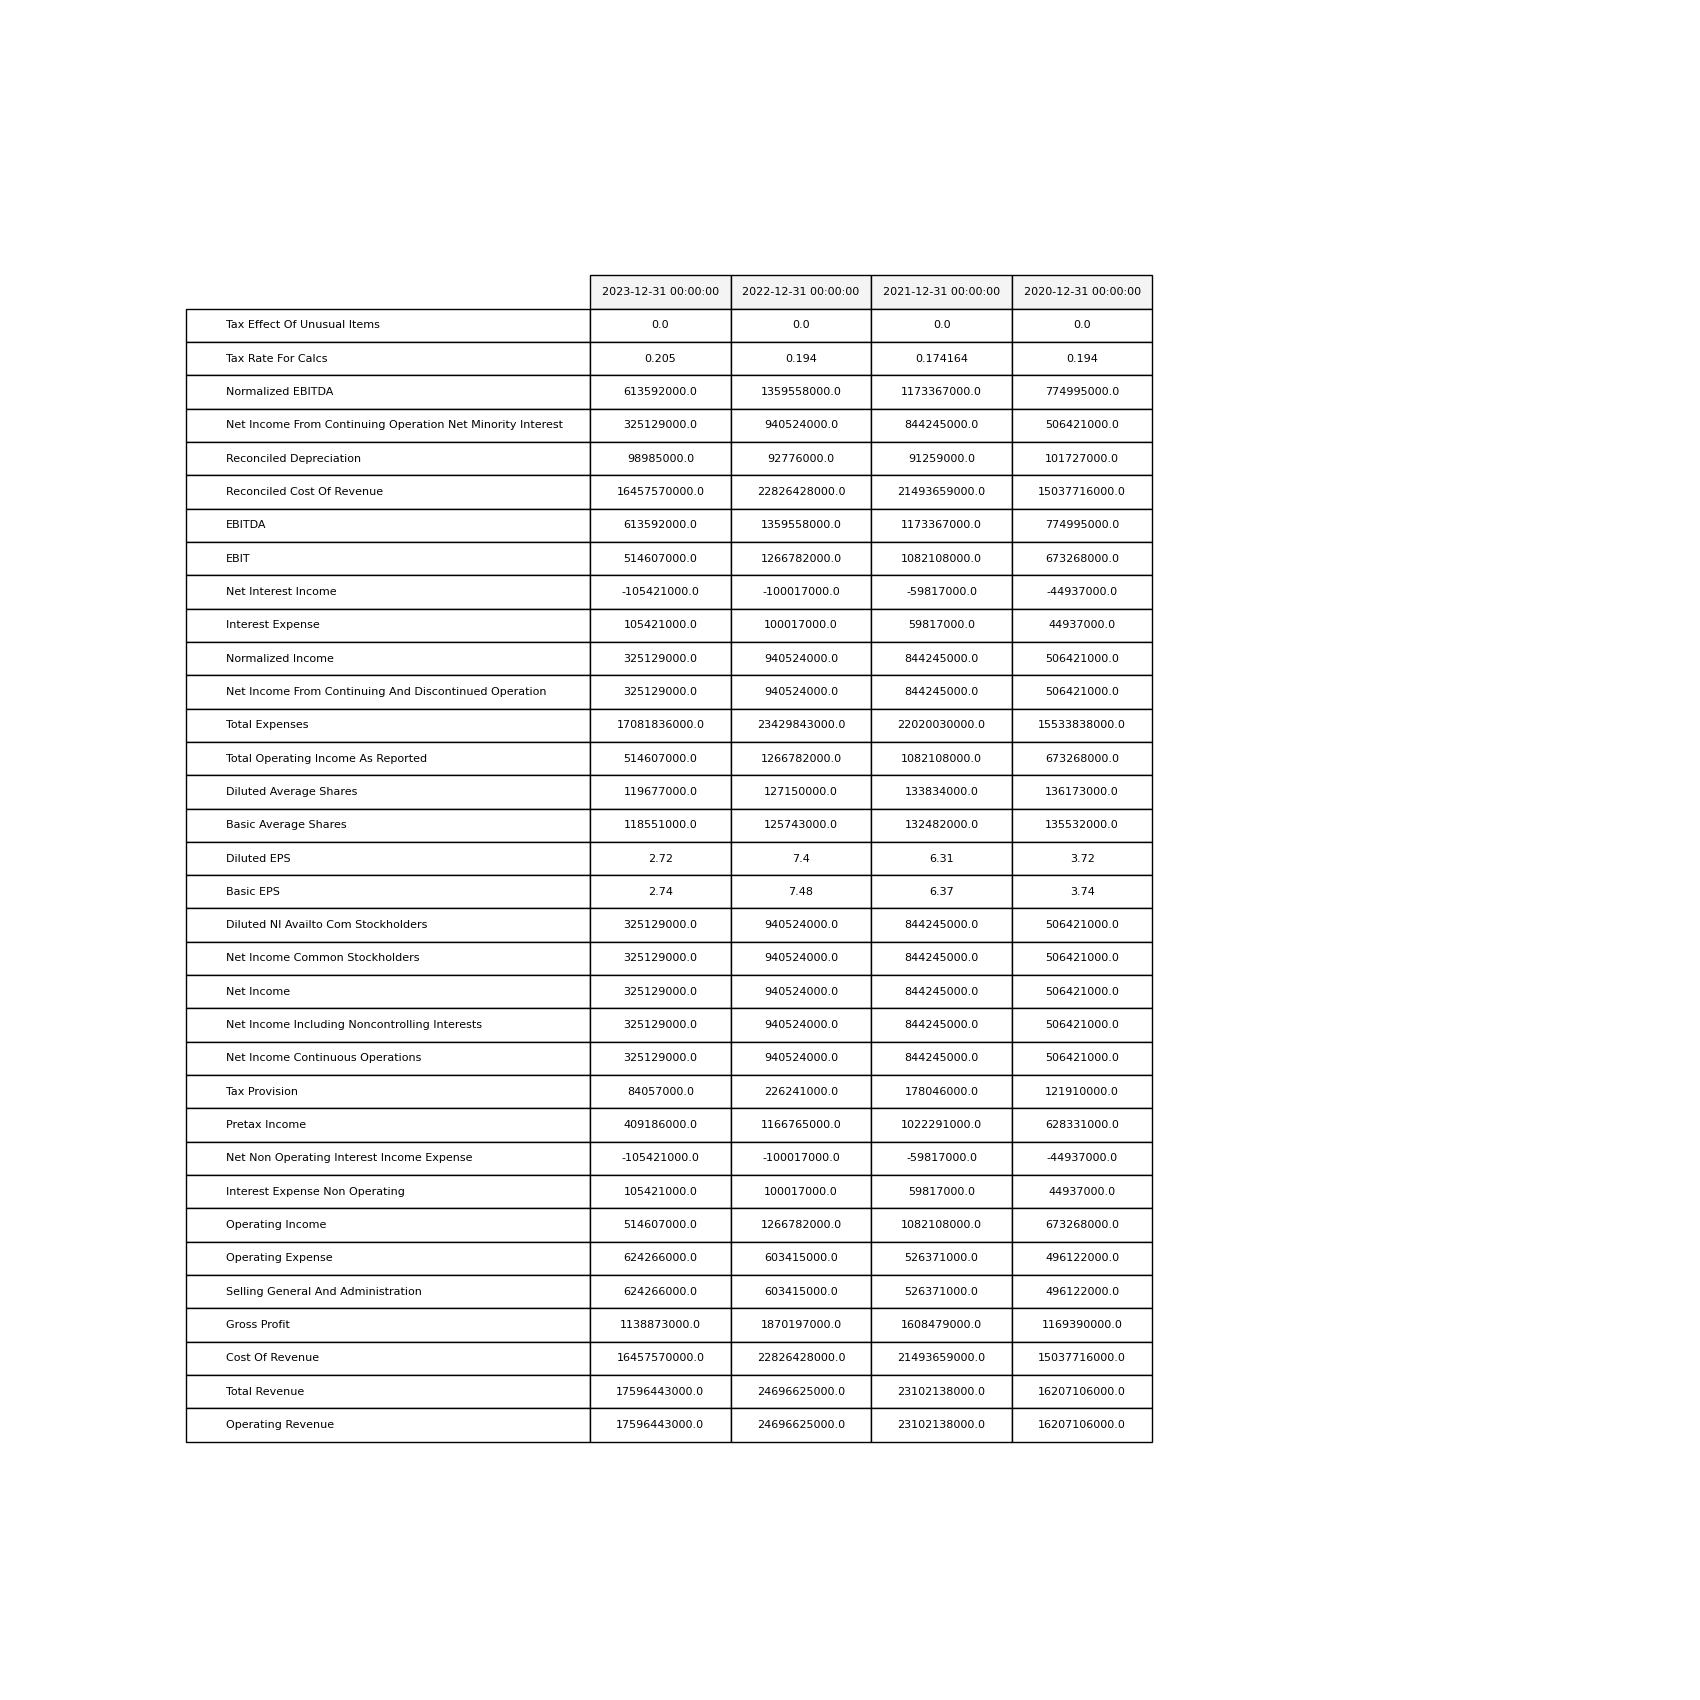 2023-12-31 00:00:00 2022-12-31 00:00:00 2021-12-31 00:00:00 2020-12-31 00:00:00
Tax Effect Of Unusual Items 0.0 0.0 0.0 0.0
Tax Rate For Calcs 0.205 0.194 0.174164 0.194
Normalized EBITDA 613592000.0 1359558000.0 1173367000.0 774995000.0
Net Income From Continuing Operation Net Minority Interest 325129000.0 940524000.0 844245000.0 506421000.0
Reconciled Depreciation 98985000.0 92776000.0 91259000.0 101727000.0
Reconciled Cost Of Revenue 16457570000.0 22826428000.0 21493659000.0 15037716000.0
EBITDA 613592000.0 1359558000.0 1173367000.0 774995000.0
EBIT 514607000.0 1266782000.0 1082108000.0 673268000.0
Net Interest Income -105421000.0 -100017000.0 -59817000.0 -44937000.0
Interest Expense 105421000.0 100017000.0 59817000.0 44937000.0
Normalized Income 325129000.0 940524000.0 844245000.0 506421000.0
Net Income From Continuing And Discontinued Operation 325129000.0 940524000.0 844245000.0 506421000.0
Total Expenses 17081836000.0 23429843000.0 22020030000.0 15533838000.0
Total Operating Income As Reported 514607000.0 1266782000.0 1082108000.0 673268000.0
Diluted Average Shares 119677000.0 127150000.0 133834000.0 136173000.0
Basic Average Shares 118551000.0 125743000.0 132482000.0 135532000.0
Diluted EPS 2.72 7.4 6.31 3.72
Basic EPS 2.74 7.48 6.37 3.74
Diluted NI Availto Com Stockholders 325129000.0 940524000.0 844245000.0 506421000.0
Net Income Common Stockholders 325129000.0 940524000.0 844245000.0 506421000.0
Net Income 325129000.0 940524000.0 844245000.0 506421000.0
Net Income Including Noncontrolling Interests 325129000.0 940524000.0 844245000.0 506421000.0
Net Income Continuous Operations 325129000.0 940524000.0 844245000.0 506421000.0
Tax Provision 84057000.0 226241000.0 178046000.0 121910000.0
Pretax Income 409186000.0 1166765000.0 1022291000.0 628331000.0
Net Non Operating Interest Income Expense -105421000.0 -100017000.0 -59817000.0 -44937000.0
Interest Expense Non Operating 105421000.0 100017000.0 59817000.0 44937000.0
Operating Income 514607000.0 1266782000.0 1082108000.0 673268000.0
Operating Expense 624266000.0 603415000.0 526371000.0 496122000.0
Selling General And Administration 624266000.0 603415000.0 526371000.0 496122000.0
Gross Profit 1138873000.0 1870197000.0 1608479000.0 1169390000.0
Cost Of Revenue 16457570000.0 22826428000.0 21493659000.0 15037716000.0
Total Revenue 17596443000.0 24696625000.0 23102138000.0 16207106000.0
Operating Revenue 17596443000.0 24696625000.0 23102138000.0 16207106000.0